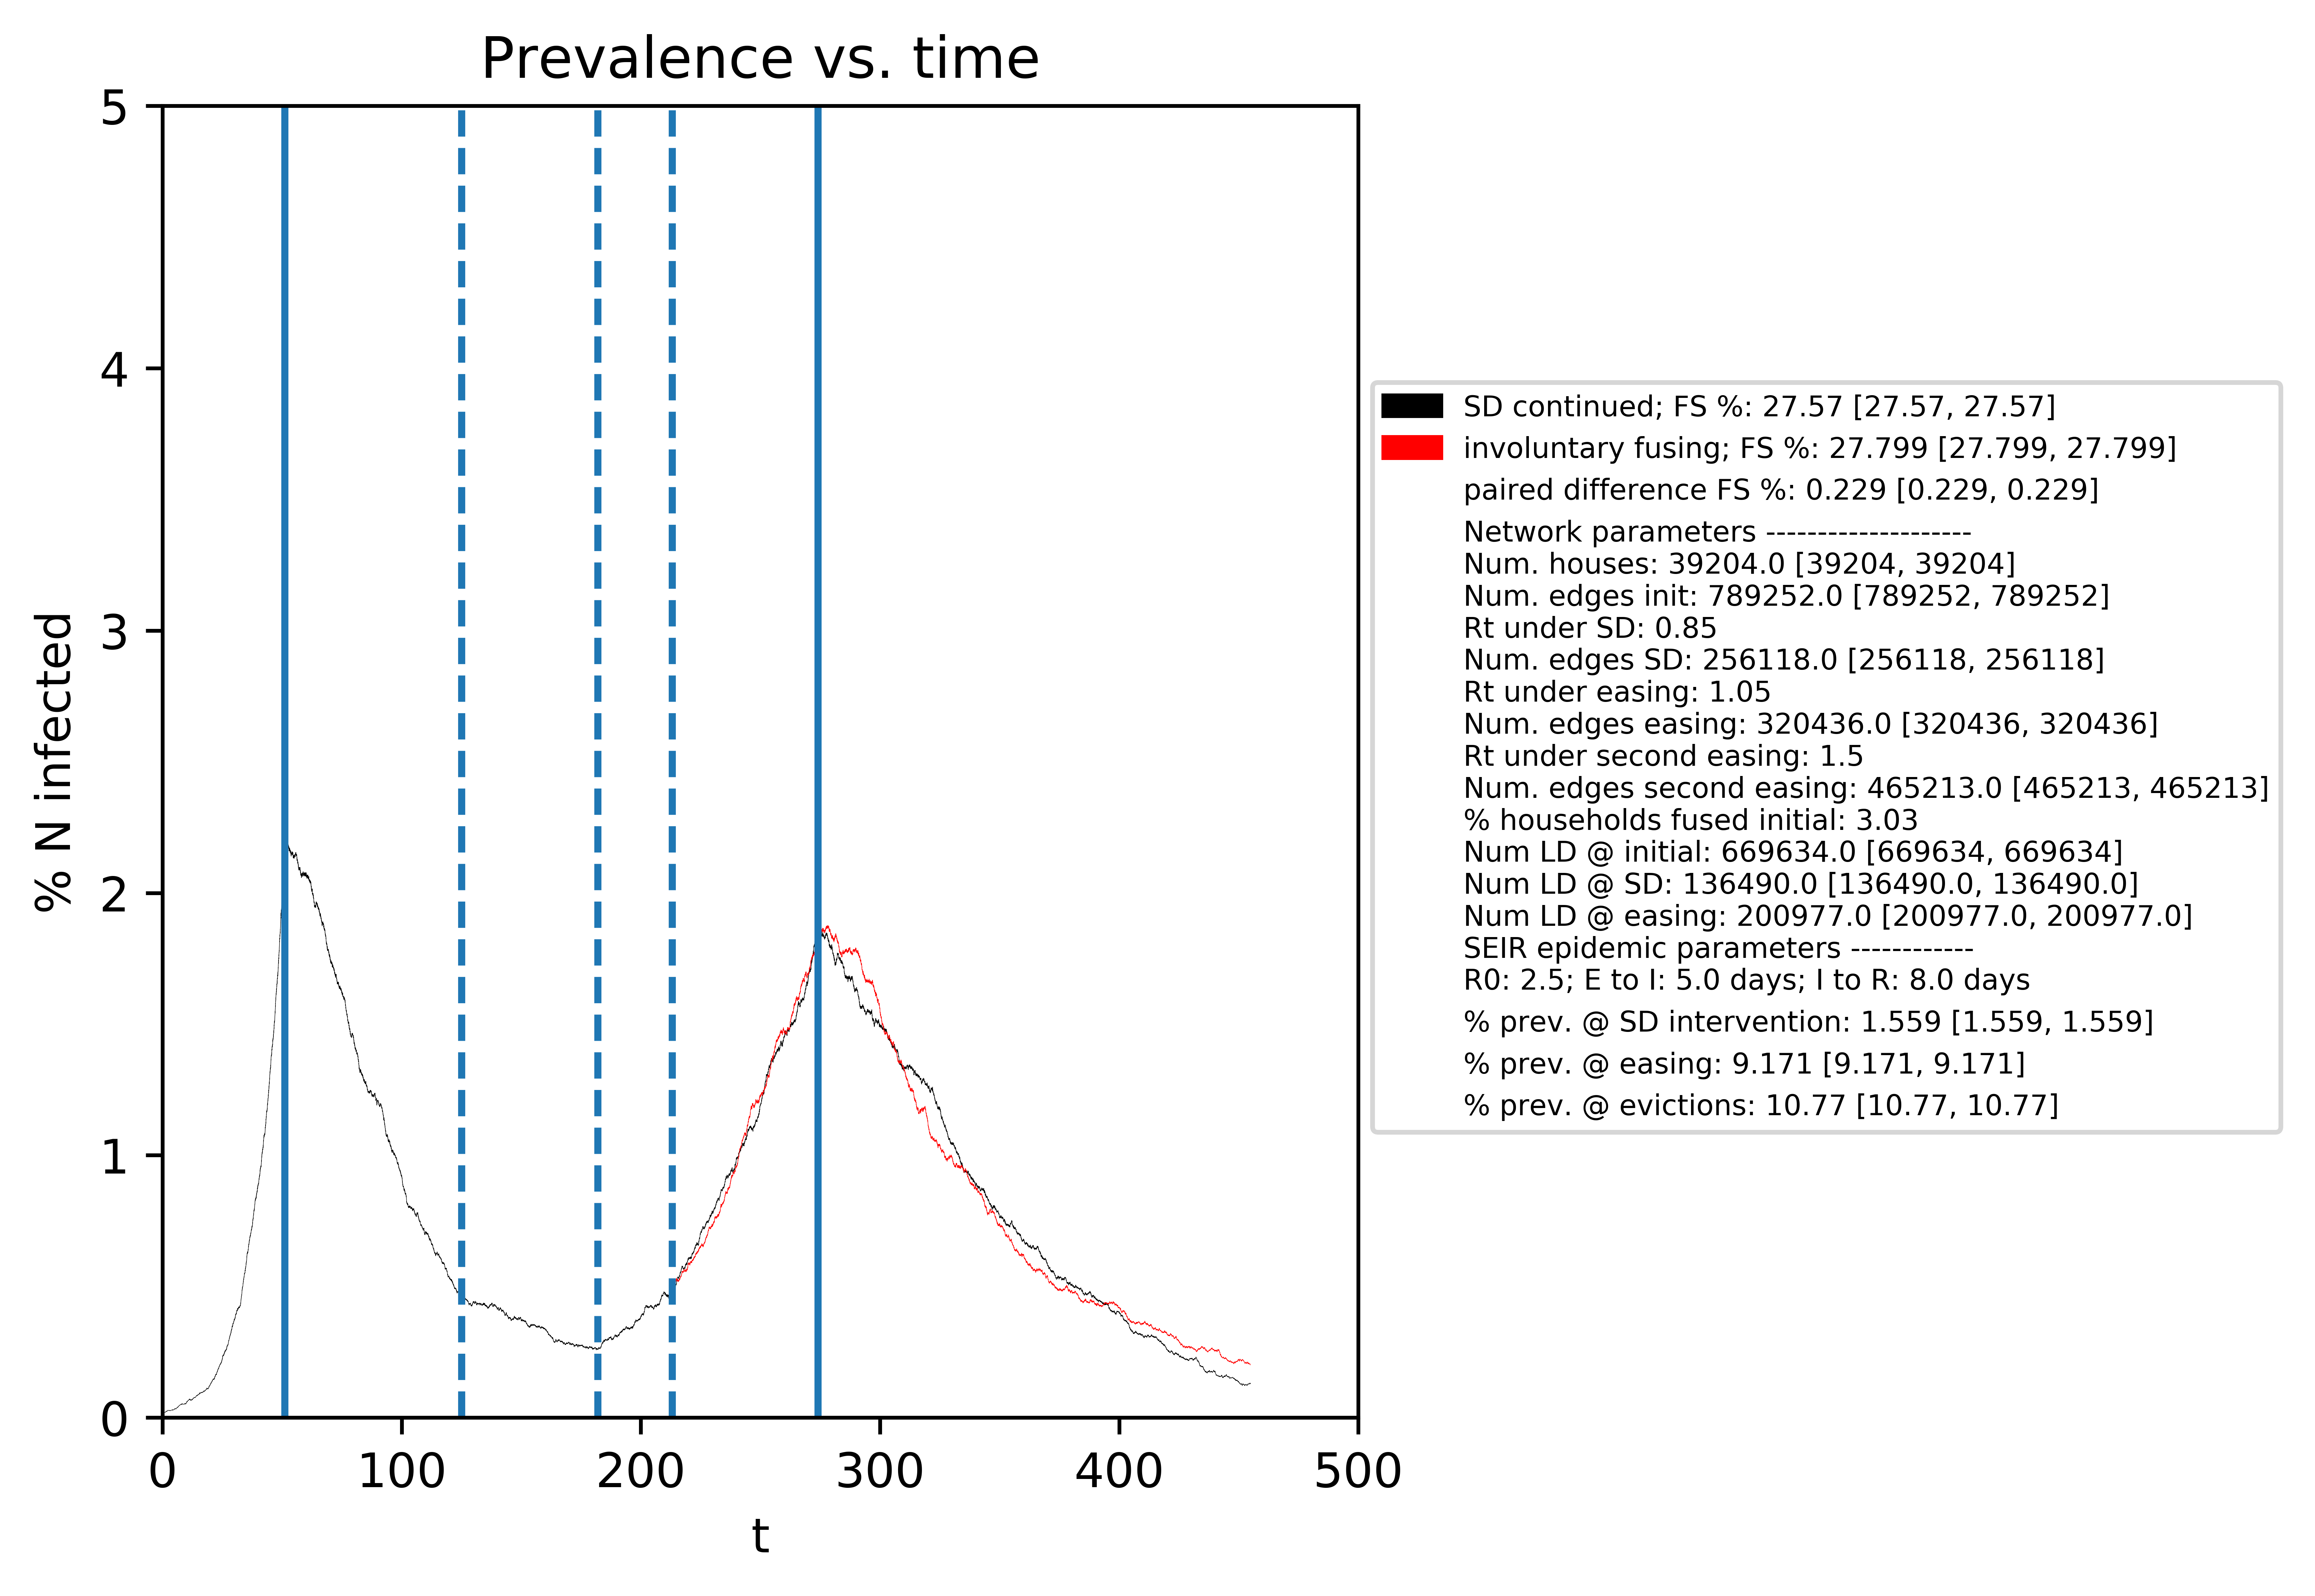 Prevalence vs. time
5
4
3
2
1
0
% N infected
0 100 200 300 400 500
t
SD continued; FS %: 27.57 [27.57, 27.57]
involuntary fusing; FS %: 27.799 [27.799, 27.799]
paired difference FS %: 0.229 [0.229, 0.229]
Network parameters --------------------
Num. houses: 39204.0 [39204, 39204]
Num. edges init: 789252.0 [789252, 789252]
Rt under SD: 0.85
Num. edges SD: 256118.0 [256118, 256118]
Rt under easing: 1.05
Num. edges easing: 320436.0 [320436, 320436]
Rt under second easing: 1.5
Num. edges second easing: 465213.0 [465213, 465213]
% households fused initial: 3.03
Num LD @ initial: 669634.0 [669634, 669634]
Num LD @ SD: 136490.0 [136490.0, 136490.0]
Num LD @ easing: 200977.0 [200977.0, 200977.0]
SEIR epidemic parameters ------------
R0: 2.5; E to I: 5.0 days; I to R: 8.0 days
% prev. @ SD intervention: 1.559 [1.559, 1.559]
% prev. @ easing: 9.171 [9.171, 9.171]
% prev. @ evictions: 10.77 [10.77, 10.77]